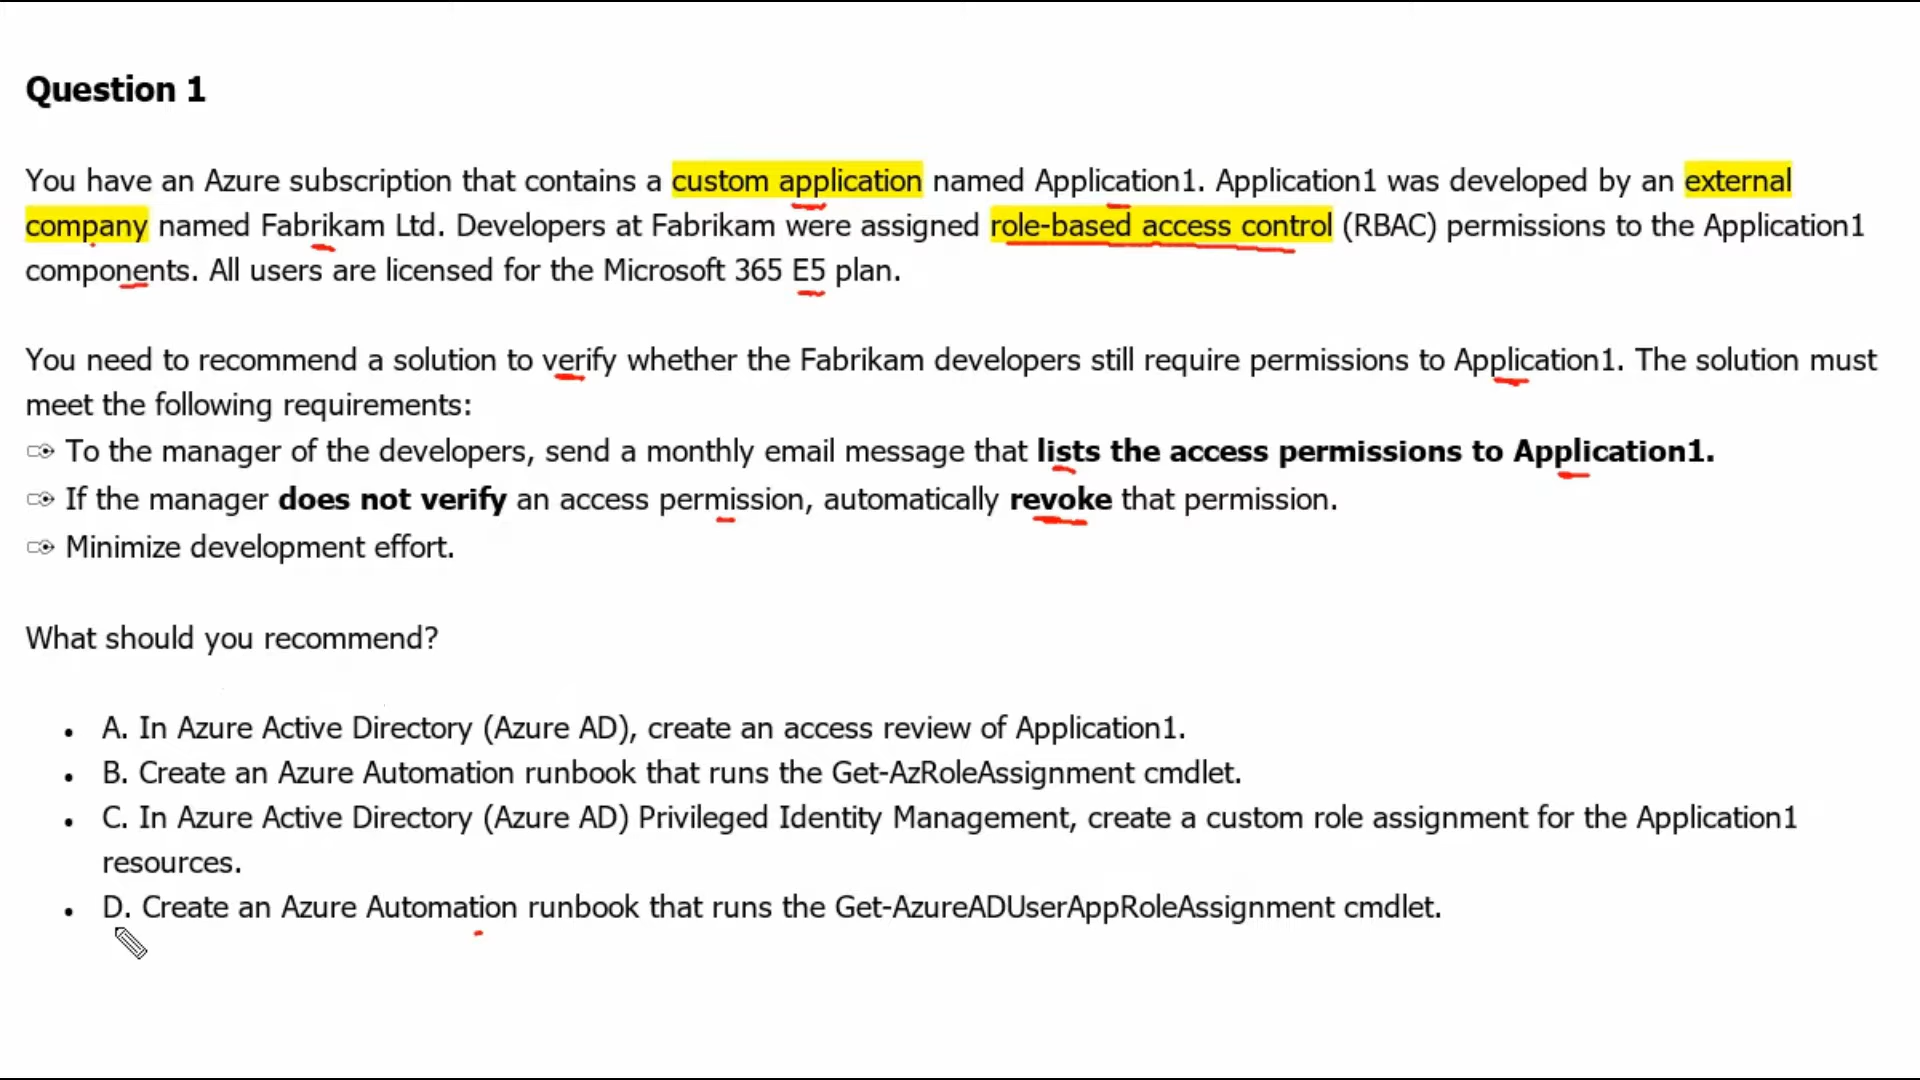 Question 1
You have an Azure subscription that contains a custom application named Application1. Application1 was developed by an external
company named Fabrikam Ltd. Developers at Fabrikam were assigned role-based access control (RBAC) permissions to the Application1
components. All users are licensed for the Microsoft 365 E5 plan.
You need to recommend a solution to verify whether the Fabrikam developers still require permissions to Application1. The solution must
meet the following requirements:
To the manager of the developers, send a monthly email message that lists the access permissions to Application1.
If the manager does not verify an access permission, automatically revoke that permission.
Minimize development effort.
What should you recommend?
• A. In Azure Active Directory (Azure AD), create an access review of Application1.
• B. Create an Azure Automation runbook that runs the Get-AzRoleAssignment cmdlet.
• C. In Azure Active Directory (Azure AD) Privileged Identity Management, create a custom role assignment for the Application1
resources.
• D. Create an Azure Automation runbook that runs the Get-AzureADUserAppRoleAssignment cmdlet.